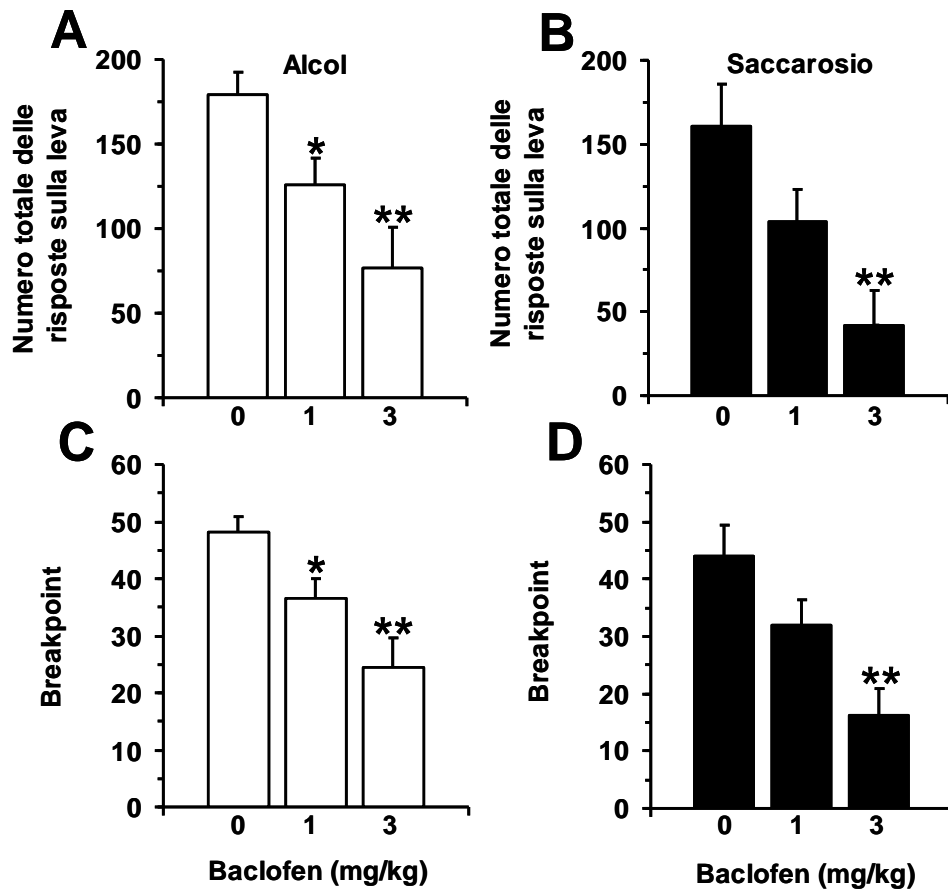 A
Alcol
Numero totale delle
risposte sulla leva
200
150
100
50
0
*
**
0 1 3
B
Saccarosio
Numero totale delle
risposte sulla leva
200
150
100
50
0
**
0 1 3
C
Breakpoint
60
50
40
30
20
10
0
*
**
0 1 3
Baclofen (mg/kg)
D
Breakpoint
60
50
40
30
20
10
0
**
0 1 3
Baclofen (mg/kg)